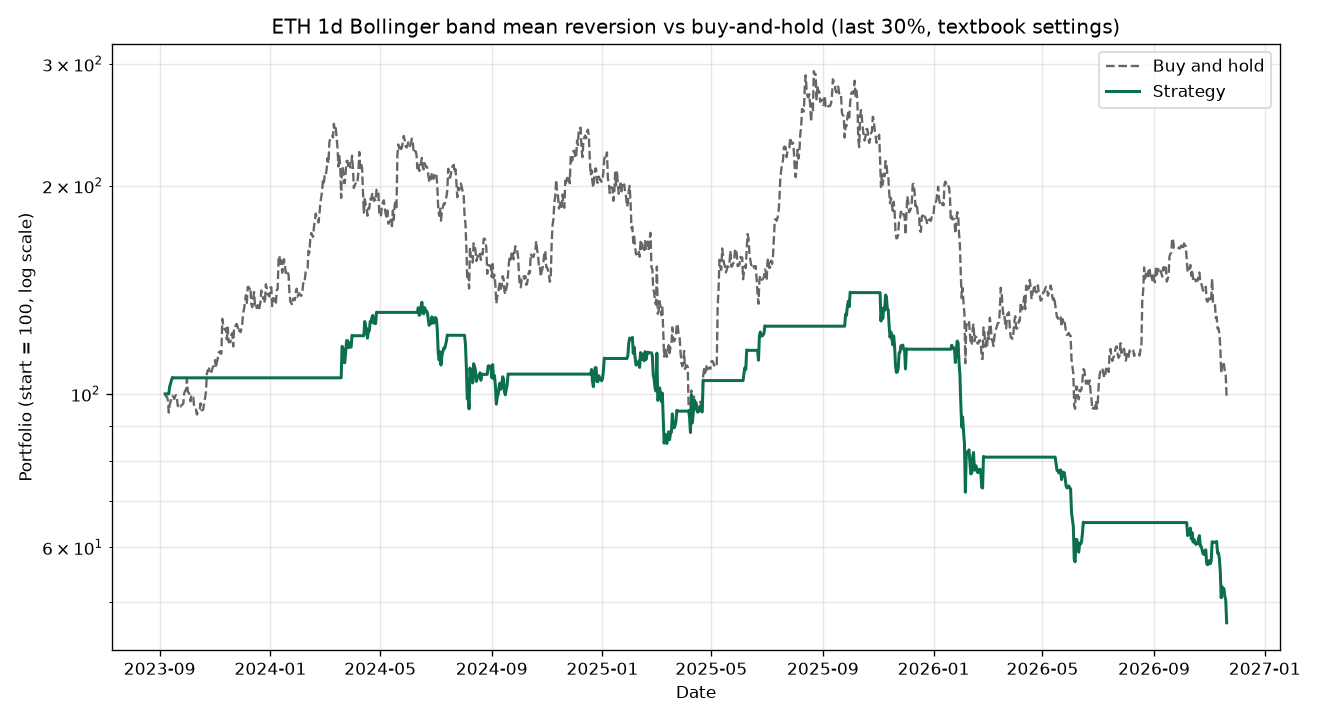 ETH 1d Bollinger band mean reversion vs buy-and-hold (last 30%, textbook settings)
Buy and hold
Strategy
Portfolio (start = 100, log scale)
3 × 10²
2 × 10²
10²
6 × 10¹
2023-09 2024-01 2024-05 2024-09 2025-01 2025-05 2025-09 2026-01 2026-05 2026-09 2027-01
Date